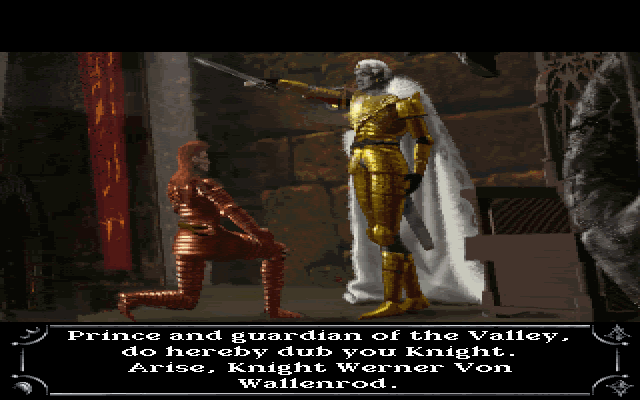 Prince and guardian of the Valley,
do hereby dub you Knight.
Arise, Knight Werner Von
Wallenrod.